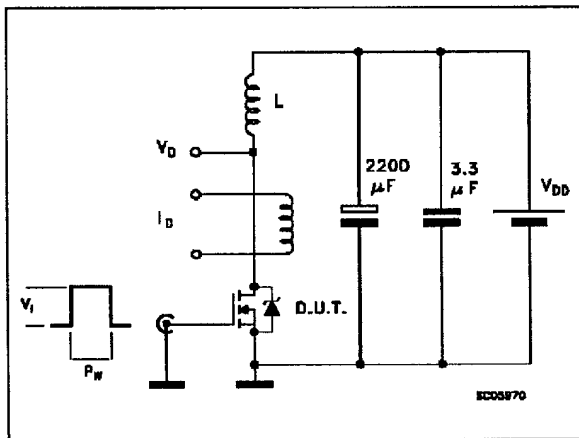 L
V_D
2200
μF
3.3
μF
V_DD
I_D
D.U.T.
V_i
P_W
SC05970